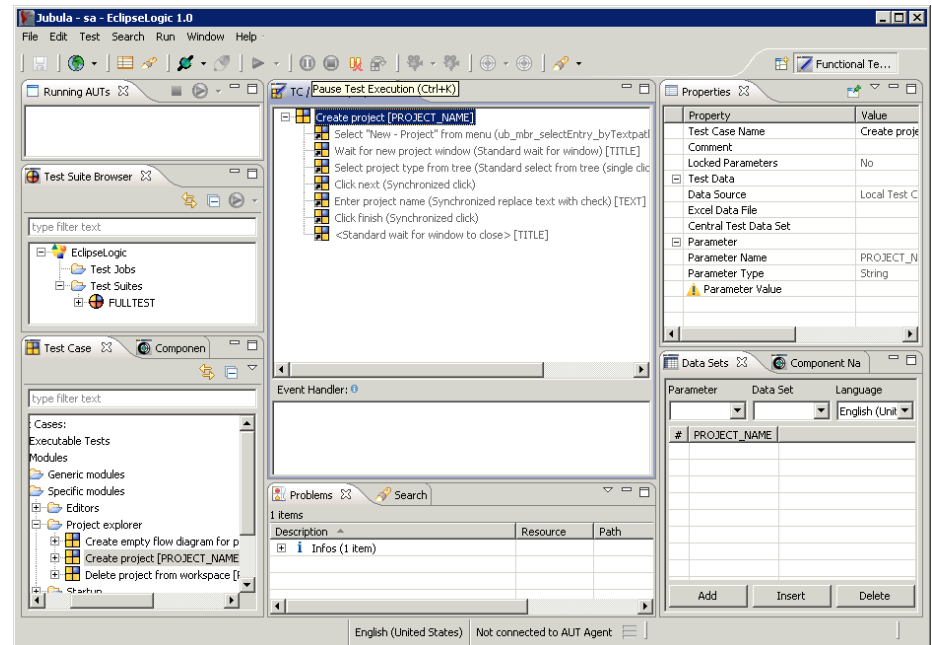 Jubula - sa - EclipseLogic 1.0
File Edit Test Search Run Window Help
Functional Te...
Running AUTs
TC /
Pause Test Execution (Ctrl+K)
Create project [PROJECT_NAME]
Select "New - Project" from menu (ub_mbr_selectEntry_byTextpatl
Wait for new project window (Standard wait for window) [TITLE]
Select project type from tree (Standard select from tree (single clic
Click next (Synchronized click)
Enter project name (Synchronized replace text with check) [TEXT]
Click finish (Synchronized click)
<Standard wait for window to close> [TITLE]
Event Handler:
Test Suite Browser
type filter text
EclipseLogic
Test Jobs
Test Suites
FULLTEST
Test Case
Componen
type filter text
: Cases:
Executable Tests
Modules
Generic modules
Specific modules
Editors
Project explorer
Create empty flow diagram for p
Create project [PROJECT_NAME
Delete project from workspace [F
Startup
Problems
Search
1 items
Description Resource Path
Infos (1 item)
Properties
Property Value
Test Case Name Create proje
Comment
Locked Parameters No
Test Data
Data Source Local Test C
Excel Data File
Central Test Data Set
Parameter
Parameter Name PROJECT_N
Parameter Type String
Parameter Value
Data Sets
Component Na
Parameter Data Set Language
English (Unit
# PROJECT_NAME
Add Insert Delete
English (United States) Not connected to AUT Agent